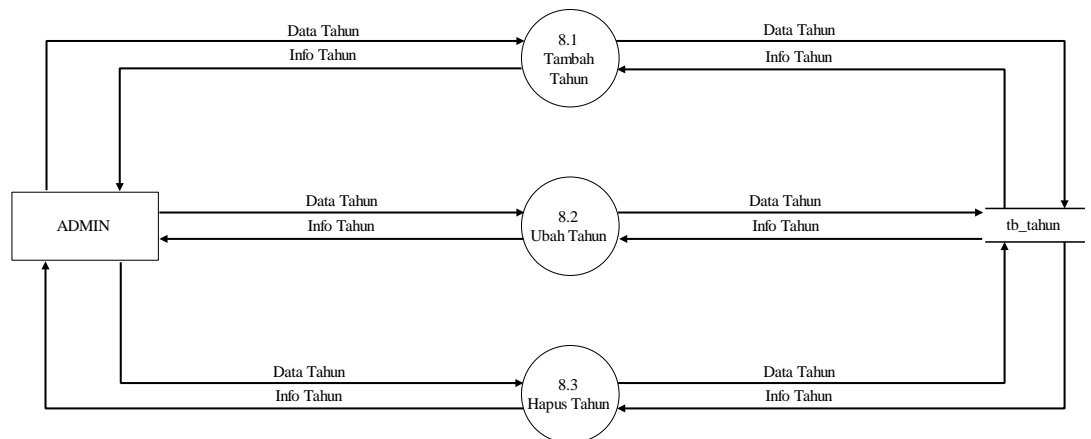 Data Tahun
Info Tahun
8.1
Tambah
Tahun
Data Tahun
Info Tahun
ADMIN
Data Tahun
Info Tahun
8.2
Ubah Tahun
Data Tahun
Info Tahun
tb_tahun
Data Tahun
Info Tahun
8.3
Hapus Tahun
Data Tahun
Info Tahun